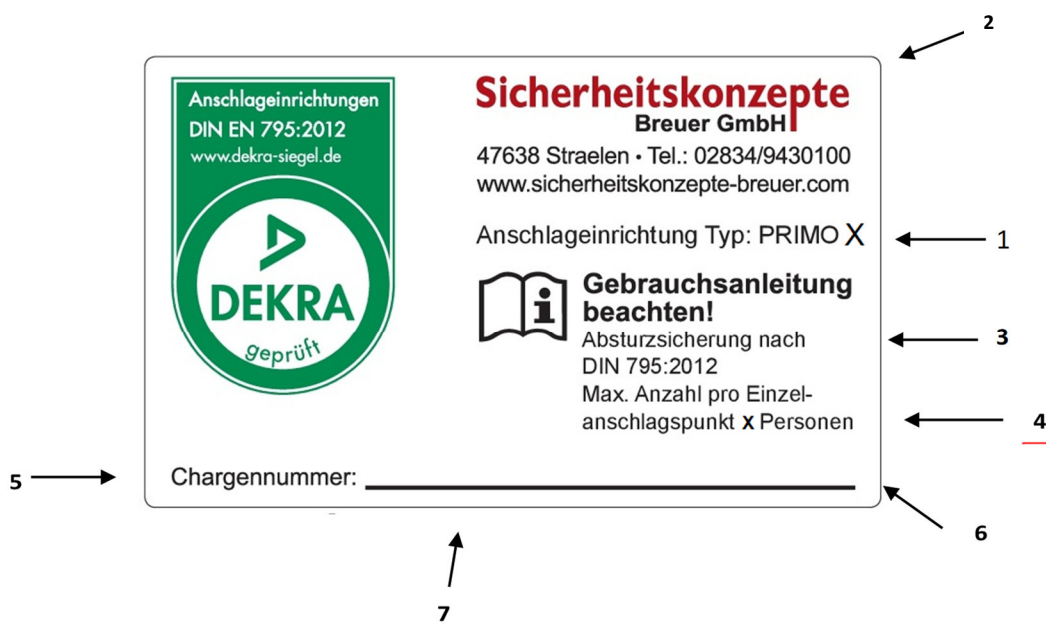 2
Anschlageinrichtungen
DIN EN 795:2012
www.dekra-siegel.de
DEKRA
geprüft
Sicherheitskonzepte
Breuer GmbH
47638 Straelen • Tel.: 02834/9430100
www.sicherheitskonzepte-breuer.com
Anschlageinrichtung Typ: PRIMO X
1
Gebrauchsanleitung
beachten!
Absturzsicherung nach
DIN 795:2012
3
Max. Anzahl pro Einzel-
anschlagspunkt x Personen
4
5
Chargennummer:
6
7